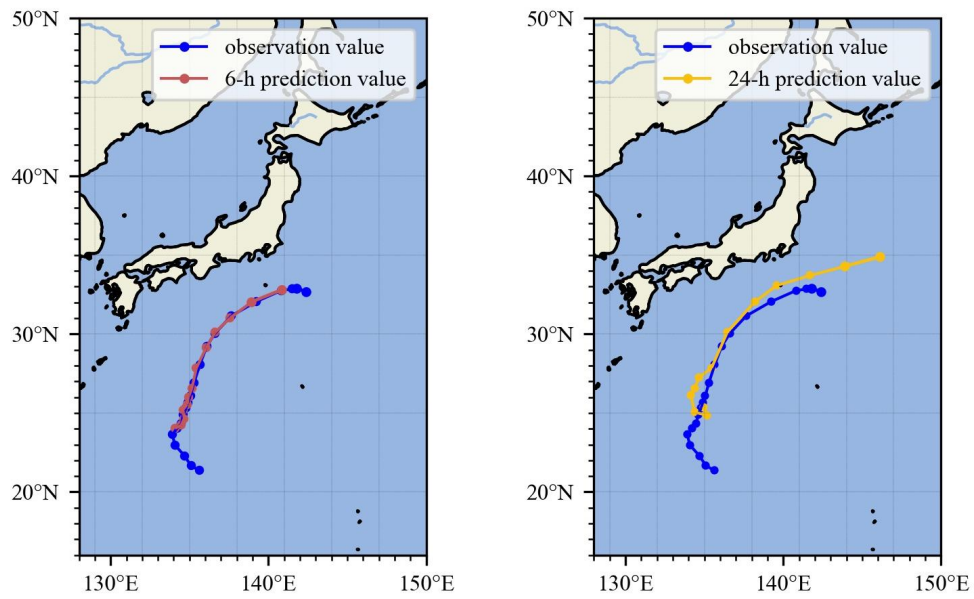 50°N
40°N
30°N
20°N
130°E
140°E
150°E
observation value
6-h prediction value
50°N
40°N
30°N
20°N
130°E
140°E
150°E
observation value
24-h prediction value